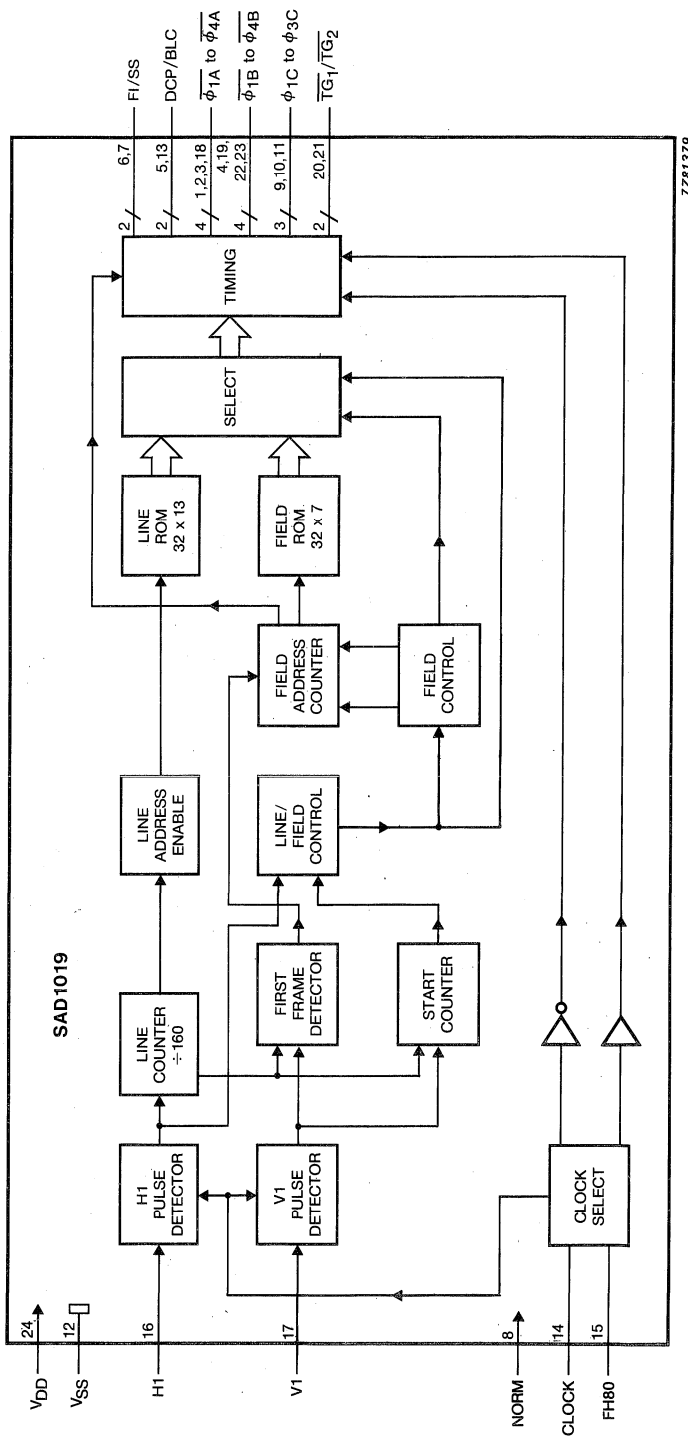 SAD1019
24
VDD
12
VSS
16
H1
17
V1
8
NORM
14
CLOCK
15
FH80
H1
PULSE
DETECTOR
V1
PULSE
DETECTOR
CLOCK
SELECT
LINE
COUNTER
÷160
FIRST
FRAME
DETECTOR
START
COUNTER
LINE
ADDRESS
ENABLE
LINE/
FIELD
CONTROL
FIELD
ADDRESS
COUNTER
FIELD
CONTROL
LINE
ROM
32 x 13
FIELD
ROM
32 x 7
SELECT
TIMING
2
6,7
FI/SS
2
5,13
DCP/BLC
4
1,2,3,18
φ1A to φ4A
4
4,19,
22,23
φ1B to φ4B
3
9,10,11
φ1C to φ3C
2
20,21
TG1/TG2
7Z81379